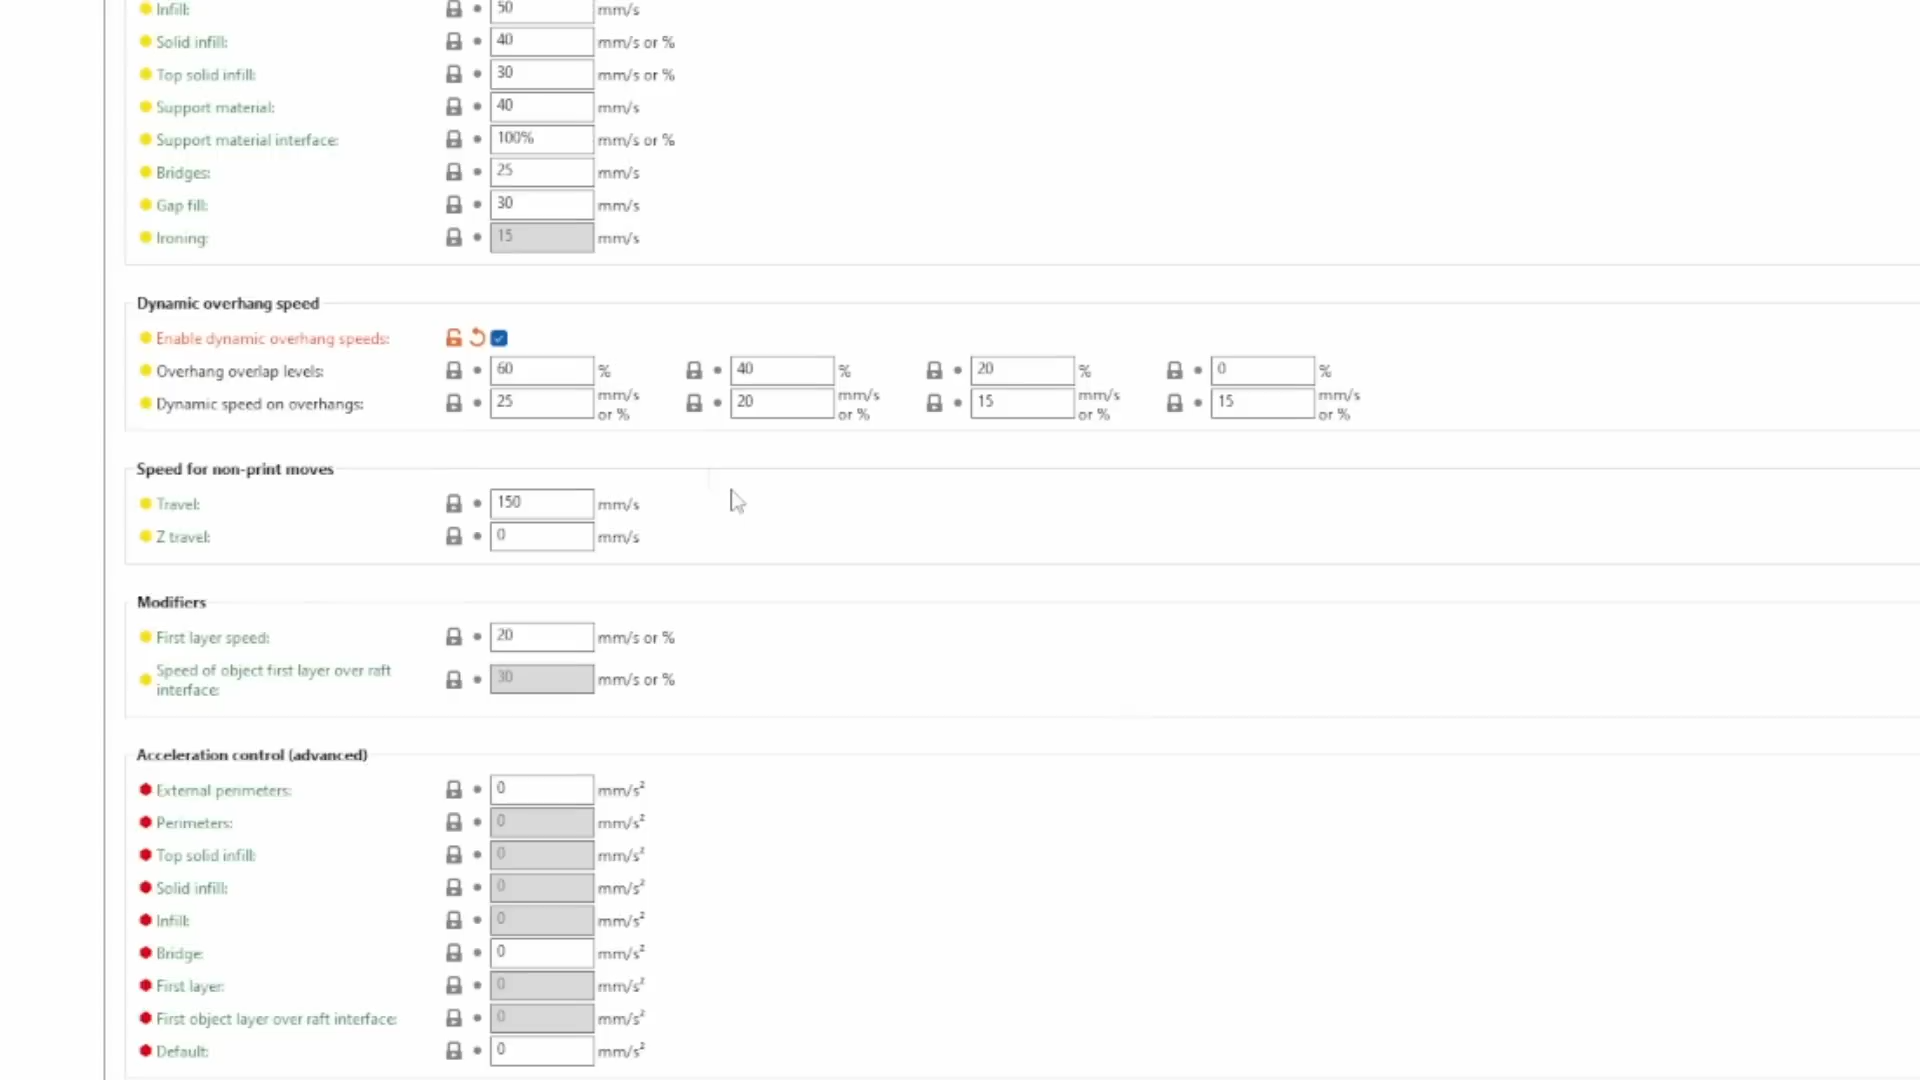 Infill: 50 mm/s
Solid infill: 40 mm/s or %
Top solid infill: 30 mm/s or %
Support material: 40 mm/s
Support material interface: 100% mm/s or %
Bridges: 25 mm/s
Gap fill: 30 mm/s
Ironing: 15 mm/s
Dynamic overhang speed
Enable dynamic overhang speeds:
Overhang overlap levels: 60 % 40 % 20 % 0 %
Dynamic speed on overhangs: 25 mm/s or % 20 mm/s or % 15 mm/s or % 15 mm/s or %
Speed for non-print moves
Travel: 150 mm/s
Z travel: 0 mm/s
Modifiers
First layer speed: 20 mm/s or %
Speed of object first layer over raft
interface: 30 mm/s or %
Acceleration control (advanced)
External perimeters: 0 mm/s²
Perimeters: 0 mm/s²
Top solid infill: 0 mm/s²
Solid infill: 0 mm/s²
Infill: 0 mm/s²
Bridge: 0 mm/s²
First layer: 0 mm/s²
First object layer over raft interface: 0 mm/s²
Default: 0 mm/s²